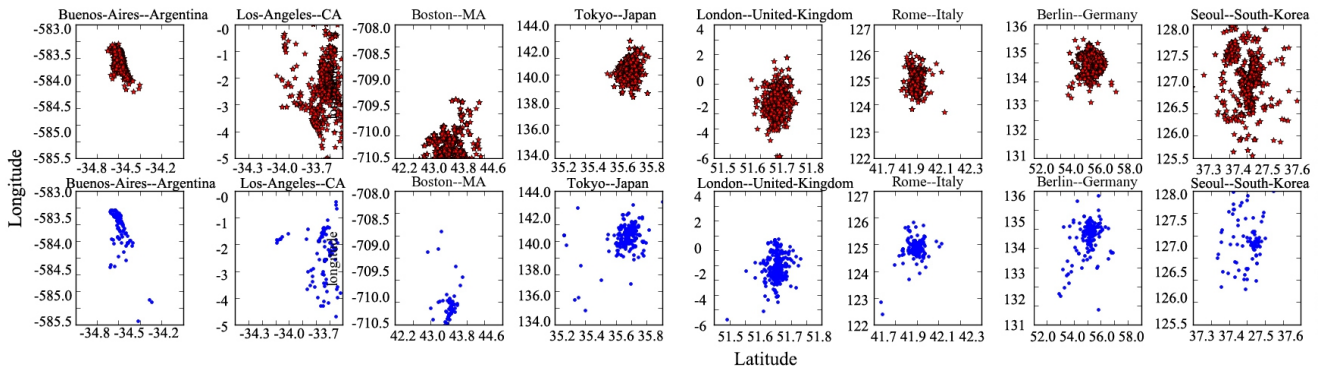 Buenos-Aires--Argentina Los-Angeles--CA Boston--MA Tokyo--Japan London--United-Kingdom Rome--Italy Berlin--Germany Seoul--South-Korea
-583.0 -0 -708.0 144.0 4 127 136 128.0
-583.5 -1 142.0 2 126 135 127.5
-584.0 -2 -709.0 140.0 0 125 134 127.0
-584.5 -3 138.0 -2 124 133 126.5
-585.0 -4 -710.0 136.0 -4 123 132 126.0
-585.5 -5 -710.5 134.0 -6 122 131 125.5
-34.8 -34.6 -34.4 -34.2 -34.3 -34.0 -33.7 42.2 43.0 43.8 44.6 35.2 35.4 35.6 35.8 51.5 51.6 51.7 51.8 41.7 41.9 42.1 42.3 52.0 54.0 56.0 58.0 37.3 37.4 37.5 37.6
Buenos-Aires--Argentina Los-Angeles--CA Boston--MA Tokyo--Japan London--United-Kingdom Rome--Italy Berlin--Germany Seoul--South-Korea
-583.0 -0 -708.0 144.0 4 127 136 128.0
-583.5 -1 142.0 2 126 135 127.5
-584.0 -2 -709.0 140.0 0 125 134 127.0
-584.5 -3 138.0 -2 124 133 126.5
-585.0 -4 -710.0 136.0 -4 123 132 126.0
-585.5 -5 -710.5 134.0 -6 122 131 125.5
-34.8 -34.6 -34.4 -34.2 -34.3 -34.0 -33.7 42.2 43.0 43.8 44.6 35.2 35.4 35.6 35.8 51.5 51.6 51.7 51.8 41.7 41.9 42.1 42.3 52.0 54.0 56.0 58.0 37.3 37.4 37.5 37.6
Longitude
longitude
Latitude